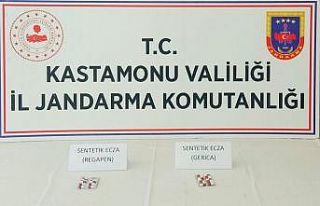 T.C.
KASTAMONU VALİLİĞİ
İL JANDARMA KOMUTANLIĞI
SENTETİK ECZA
(REGAPEN)
SENTETİK ECZA
(GERICA)